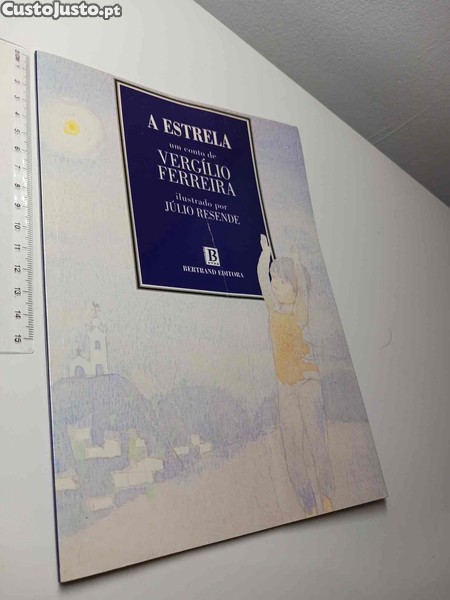 CustoJusto.pt
A ESTRELA
um conto de
VERGÍLIO
FERREIRA
ilustrado por
JÚLIO RESENDE
B
BERTRAND EDITORA